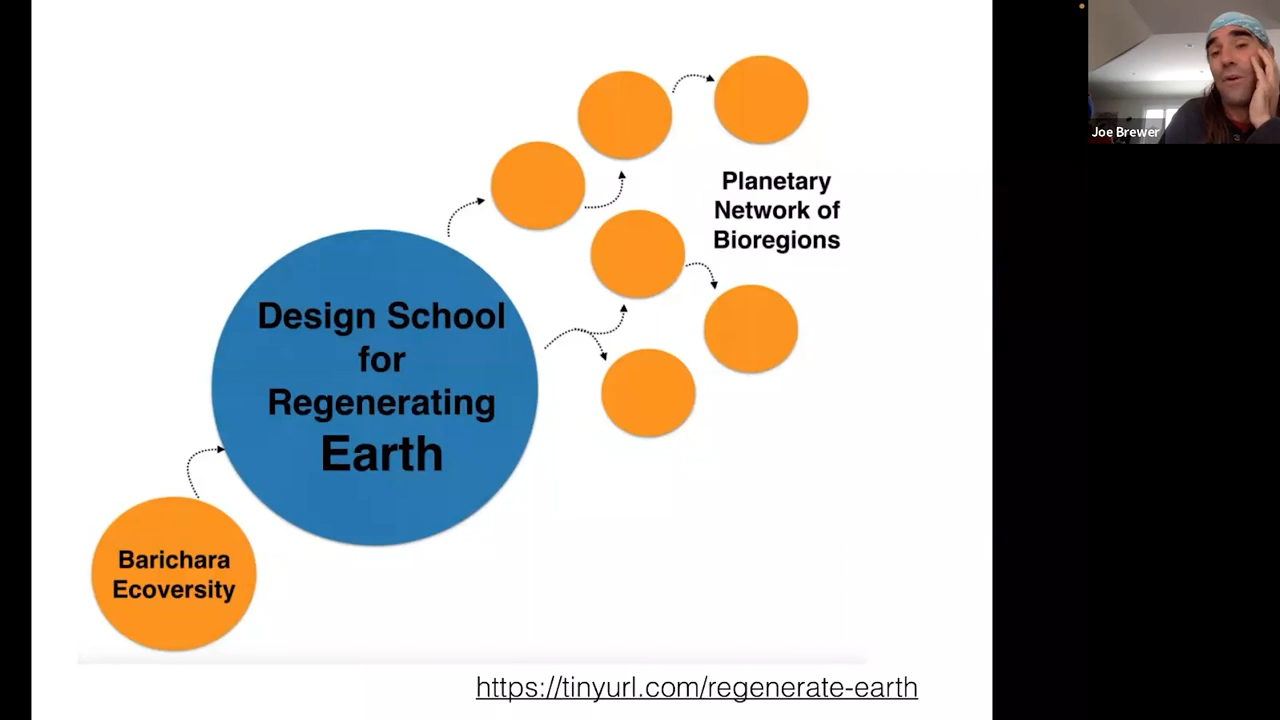 Joe Brewer
Planetary
Network of
Bioregions
Design School
for
Regenerating
Earth
Barichara
Ecoversity
https://tinyurl.com/regenerate-earth